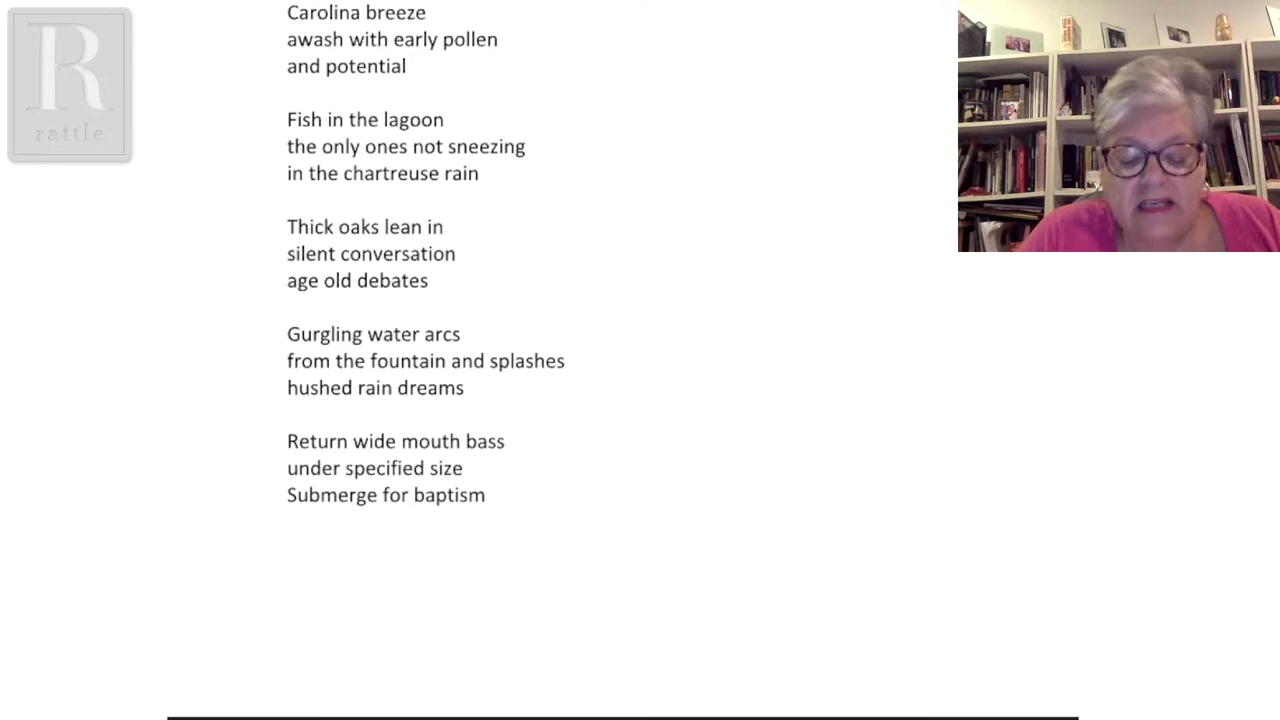 R
rattle
Carolina breeze
awash with early pollen
and potential
Fish in the lagoon
the only ones not sneezing
in the chartreuse rain
Thick oaks lean in
silent conversation
age old debates
Gurgling water arcs
from the fountain and splashes
hushed rain dreams
Return wide mouth bass
under specified size
Submerge for baptism